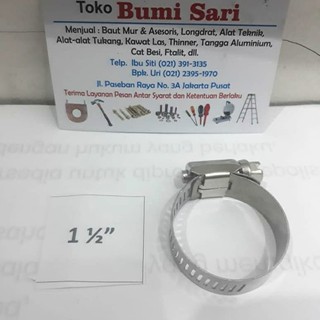 Toko Bumi Sari
Menjual : Baut Mur & Asesoris, Longdrat, Alat Teknik,
Alat-alat Tukang, Kawat Las, Thinner, Tangga Aluminium,
Cat Besi, Ftalit, dll.
Telp. Ibu Siti (021) 391-3135
Bpk. Uri (021) 2395-1970
Jl. Paseban Raya No. 3A Jakarta Pusat
Terima Layanan Pesan Antar Syarat dan Ketentuan Berlaku
1 ½"